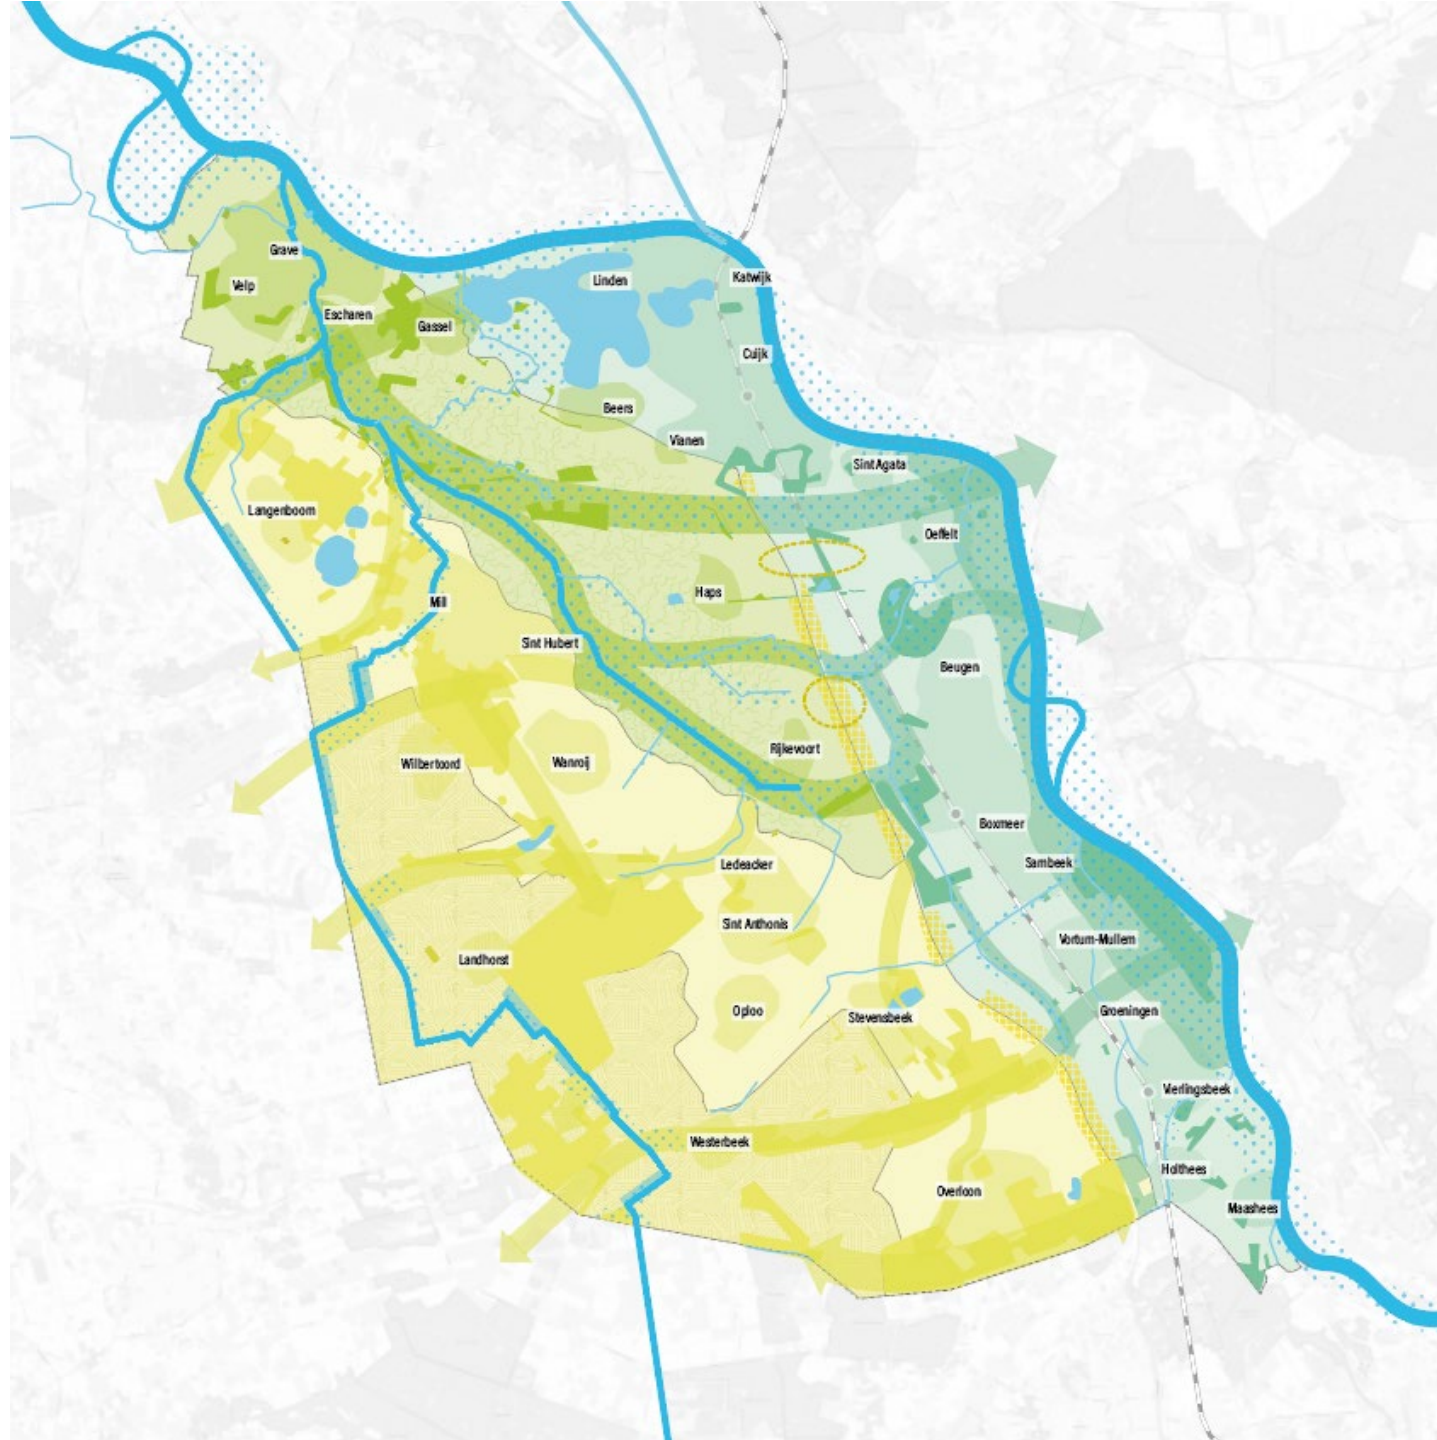 Grave
Velp
Escharen
Gassel
Linden
Katwijk
Cuijk
Beers
Vianen
Sint Agata
Langenboom
Oeffelt
Haps
Mill
Sint Hubert
Beugen
Rijkevoort
Wilbertoord
Wanroij
Boxmeer
Sambeek
Ledeacker
Sint Anthonis
Vortum-Mullem
Landhorst
Oploo
Stevensbeek
Groeningen
Vierlingsbeek
Westerbeek
Holthees
Overloon
Maashees